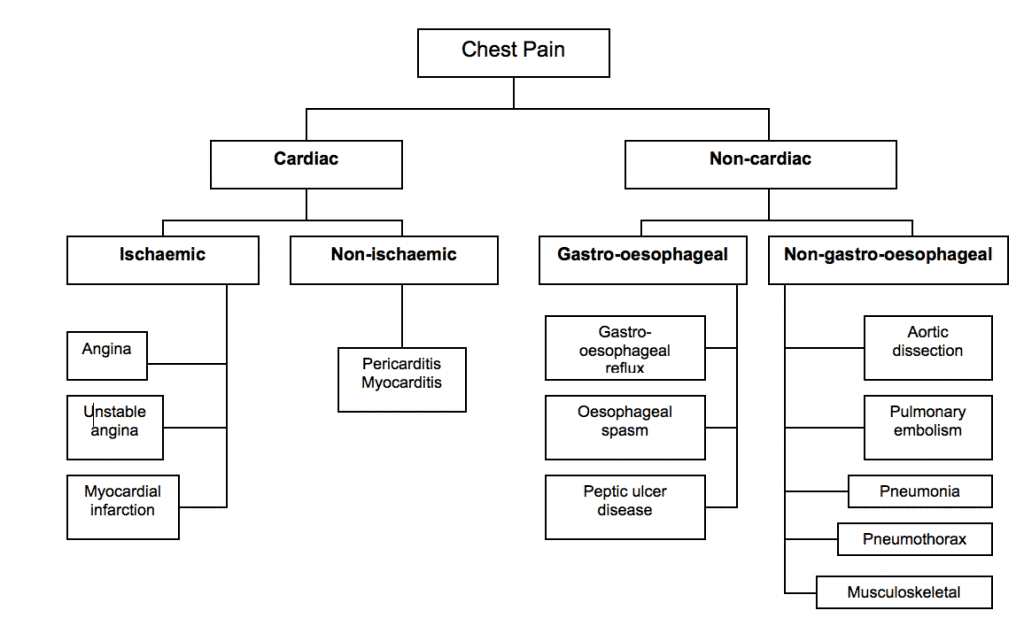 Chest Pain
Cardiac
Non-cardiac
Ischaemic
Non-ischaemic
Gastro-oesophageal
Non-gastro-oesophageal
Angina
Unstable
angina
Myocardial
infarction
Pericarditis
Myocarditis
Gastro-
oesophageal
reflux
Oesophageal
spasm
Peptic ulcer
disease
Aortic
dissection
Pulmonary
embolism
Pneumonia
Pneumothorax
Musculoskeletal